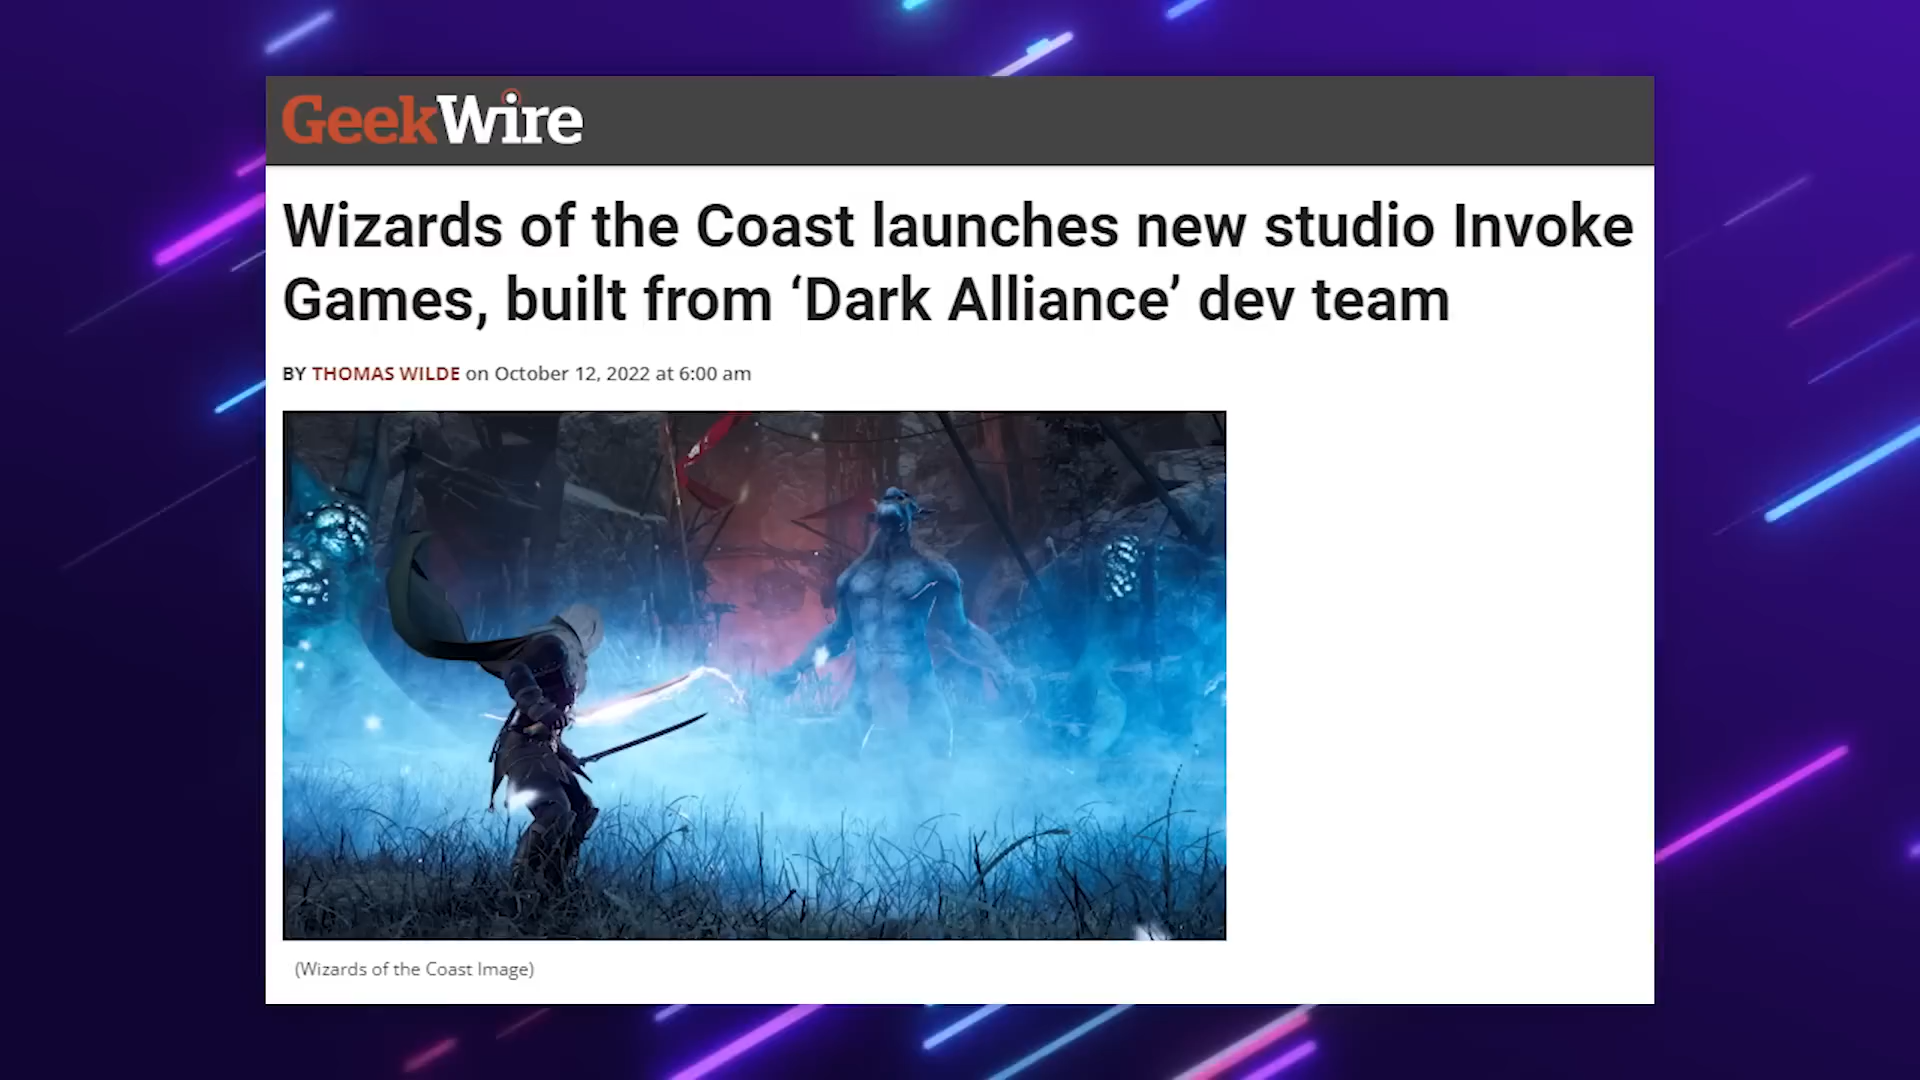 GeekWire
Wizards of the Coast launches new studio Invoke
Games, built from ‘Dark Alliance’ dev team
BY THOMAS WILDE on October 12, 2022 at 6:00 am
(Wizards of the Coast Image)